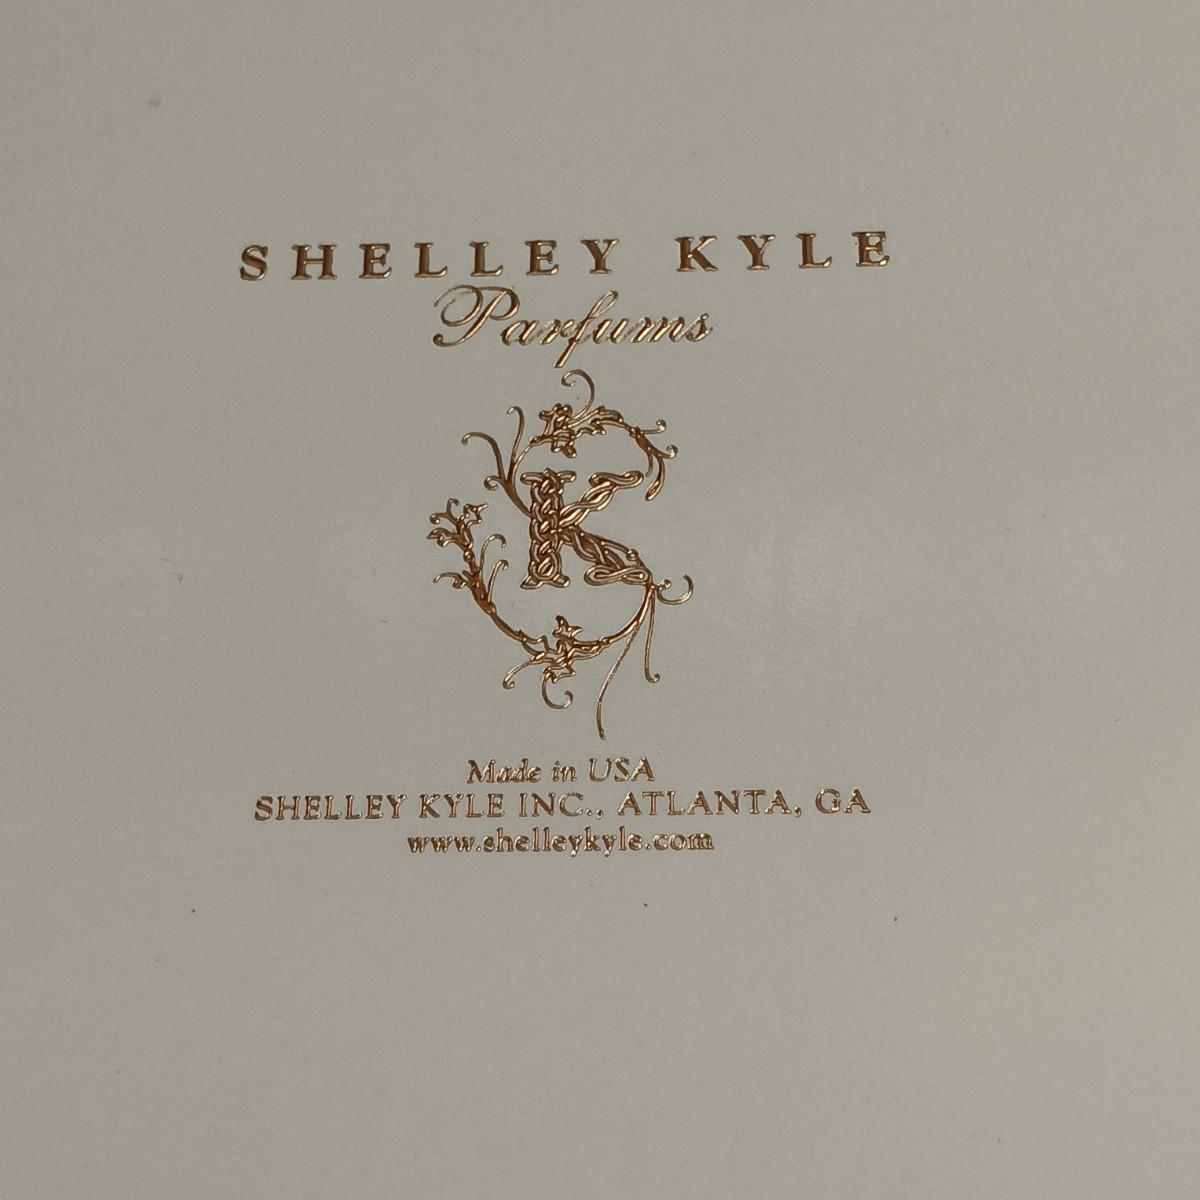 SHELLEY KYLE
Parfums
K
Made in USA
SHELLEY KYLE INC., ATLANTA, GA
www.shelleykyle.com